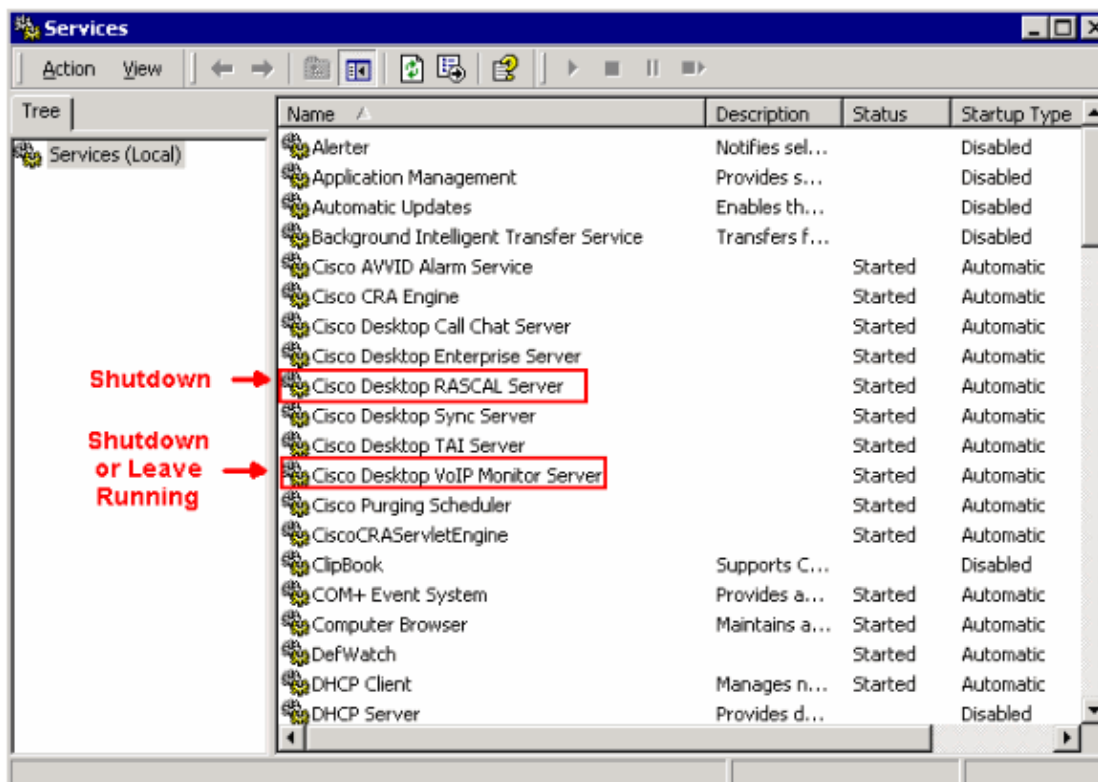 Services
Action View
Tree
Name Description Status Startup Type
Services (Local)
Alerter Notifies sel... Disabled
Application Management Provides s... Disabled
Automatic Updates Enables th... Disabled
Background Intelligent Transfer Service Transfers f... Disabled
Cisco AVVID Alarm Service Started Automatic
Cisco CRA Engine Started Automatic
Cisco Desktop Call Chat Server Started Automatic
Cisco Desktop Enterprise Server Started Automatic
Shutdown
Cisco Desktop RASCAL Server Started Automatic
Cisco Desktop Sync Server Started Automatic
Cisco Desktop TAI Server Started Automatic
Shutdown
or Leave
Running
Cisco Desktop VoIP Monitor Server Started Automatic
Cisco Purging Scheduler Started Automatic
CiscoCRAServletEngine Started Automatic
ClipBook Supports C... Disabled
COM+ Event System Provides a... Started Automatic
Computer Browser Maintains a... Started Automatic
DefWatch Started Automatic
DHCP Client Manages n... Started Automatic
DHCP Server Provides d... Disabled